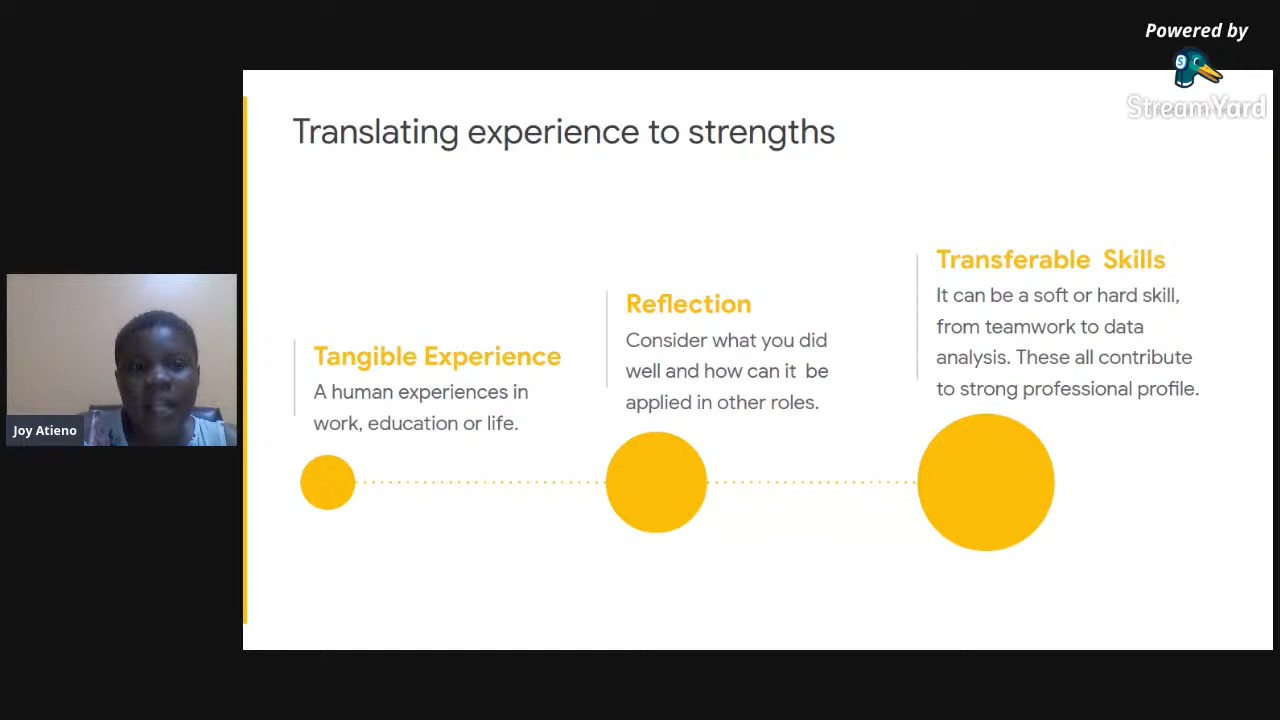 Powered by
StreamYard
Translating experience to strengths
Tangible Experience
A human experiences in
work, education or life.
Reflection
Consider what you did
well and how can it be
applied in other roles.
Transferable Skills
It can be a soft or hard skill,
from teamwork to data
analysis. These all contribute
to strong professional profile.
Joy Atieno